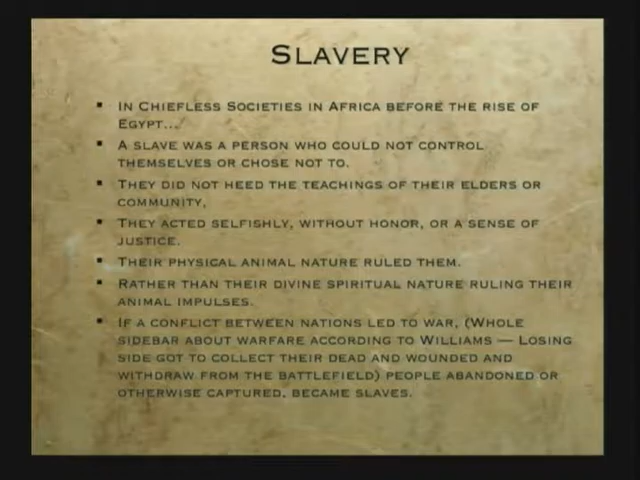 Slavery
In Chiefless Societies in Africa before the rise of
Egypt...
A slave was a person who could not control
themselves or chose not to.
They did not heed the teachings of their elders or
community,
They acted selfishly, without honor, or a sense of
justice.
Their physical animal nature ruled them.
Rather than their divine spiritual nature ruling their
animal impulses.
If a conflict between nations led to war, (Whole
sidebar about warfare according to Williams — Losing
side got to collect their dead and wounded and
withdraw from the battlefield) people abandoned or
otherwise captured, became slaves.